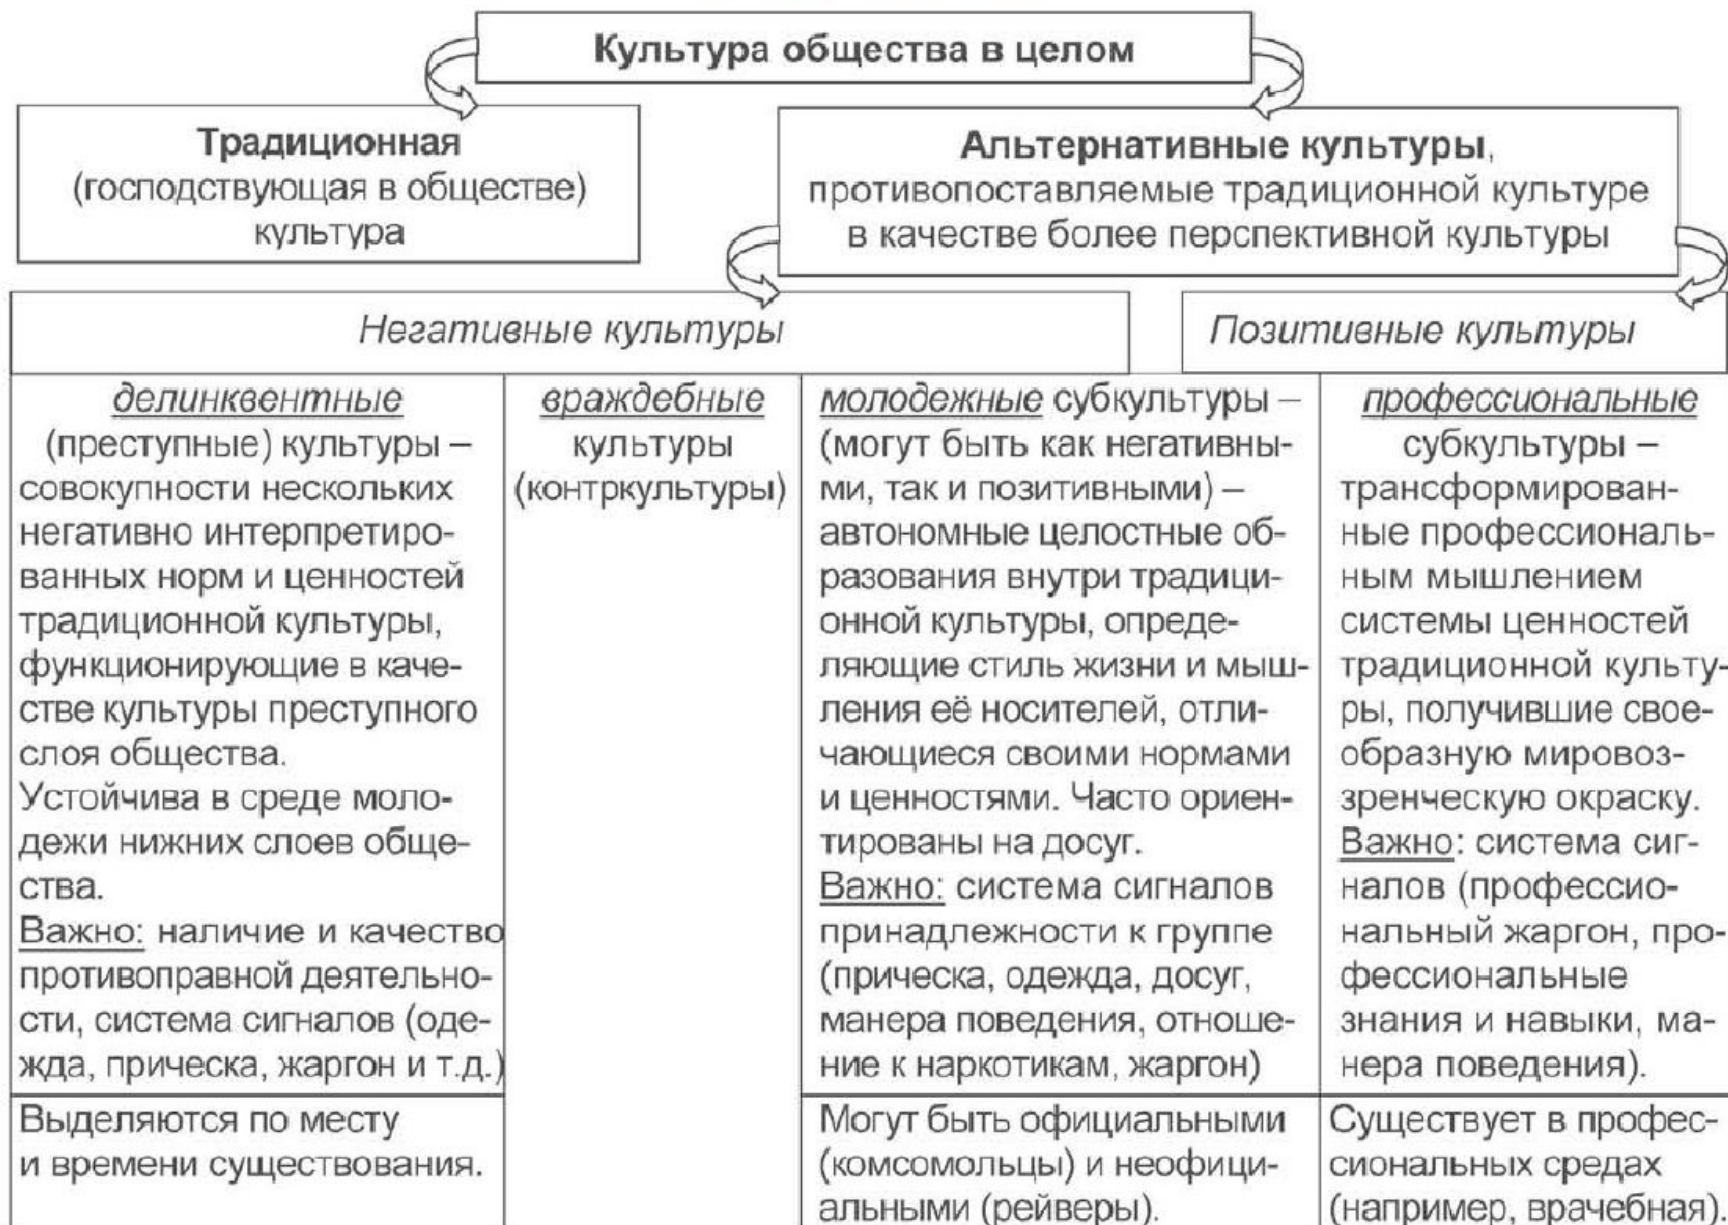 Культура общества в целом
Традиционная
(господствующая в обществе)
культура
Альтернативные культуры,
противопоставляемые традиционной культуре
в качестве более перспективной культуры
Негативные культуры
Позитивные культуры
делинквентные
(преступные) культуры –
совокупности нескольких
негативно интерпретиро-
ванных норм и ценностей
традиционной культуры,
функционирующие в каче-
стве культуры преступного
слоя общества.
Устойчива в среде моло-
дежи нижних слоев обще-
ства.
Важно: наличие и качество
противоправной деятельно-
сти, система сигналов (оде-
жда, прическа, жаргон и т.д.)
Выделяются по месту
и времени существования.
враждебные
культуры
(контркультуры)
молодежные субкультуры –
(могут быть как негативны-
ми, так и позитивными) –
автономные целостные об-
разования внутри традици-
онной культуры, опреде-
ляющие стиль жизни и мыш-
ления её носителей, отли-
чающиеся своими нормами
и ценностями. Часто ориен-
тированы на досуг.
Важно: система сигналов
принадлежности к группе
(прическа, одежда, досуг,
манера поведения, отноше-
ние к наркотикам, жаргон)
Могут быть официальными
(комсомольцы) и неофици-
альными (рейверы).
профессиональные
субкультуры –
трансформирован-
ные профессиональ-
ным мышлением
системы ценностей
традиционной культу-
ры, получившие свое-
образную мировоз-
зренческую окраску.
Важно: система сиг-
налов (профессио-
нальный жаргон, про-
фессиональные
знания и навыки, ма-
нера поведения).
Существует в профес-
сиональных средах
(например, врачебная).